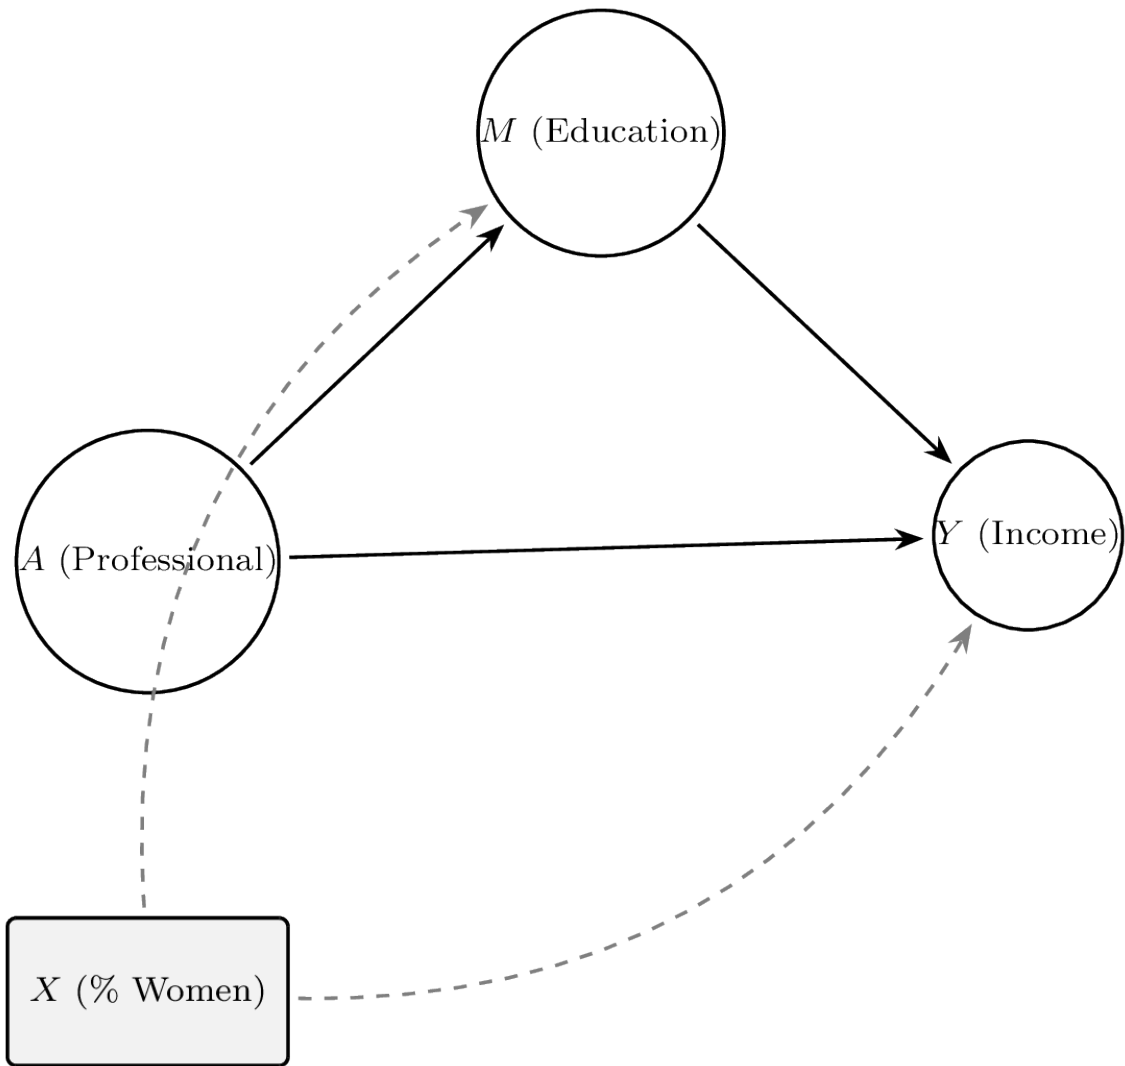 M (Education)
A (Professional)
Y (Income)
X (% Women)